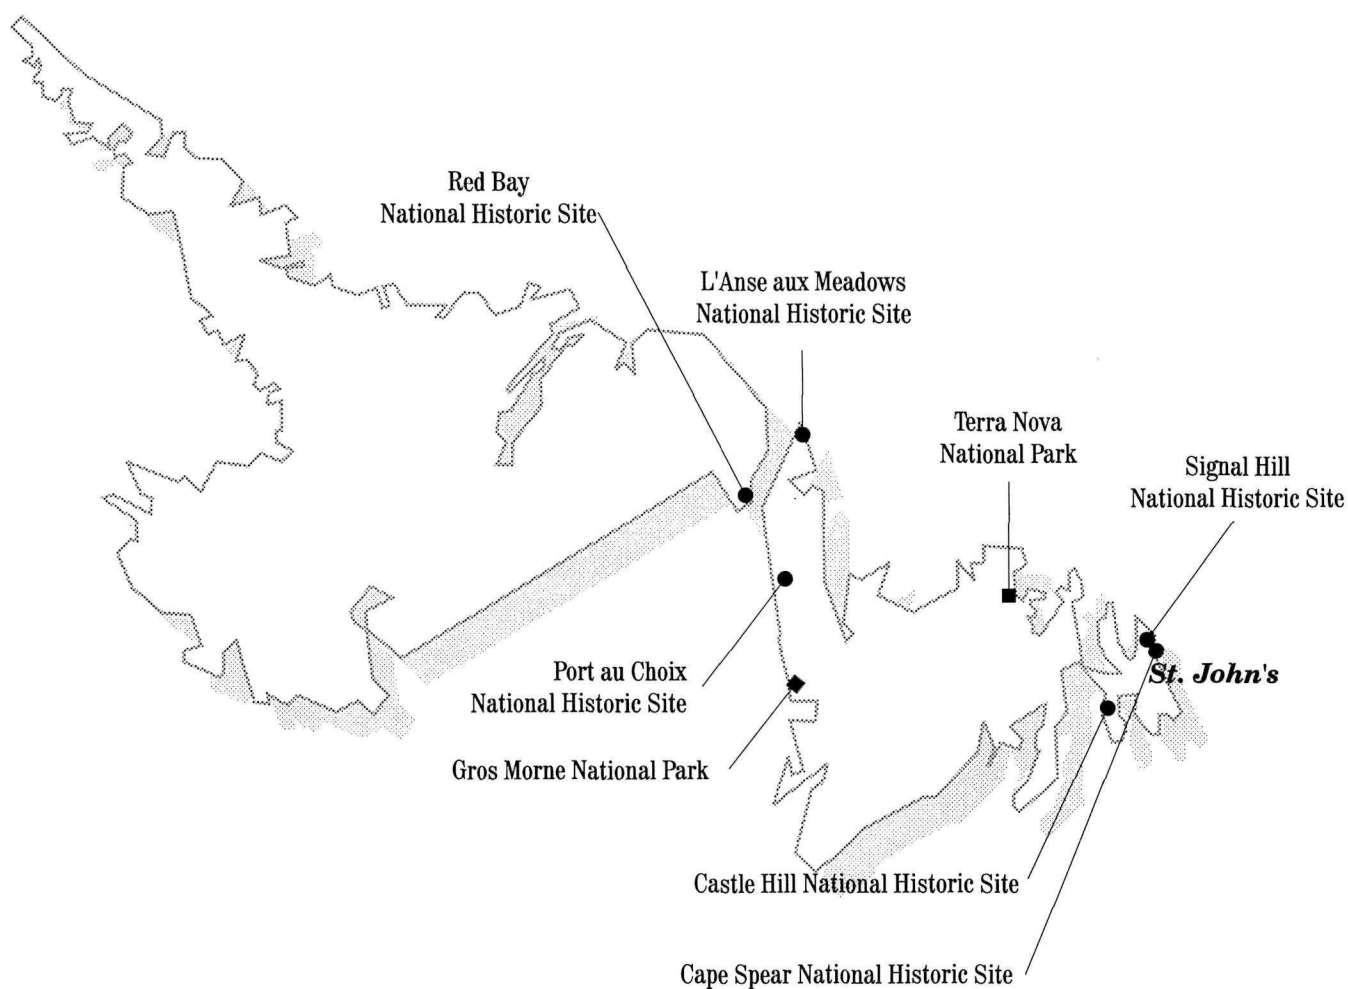 Red Bay
National Historic Site
L'Anse aux Meadows
National Historic Site
Terra Nova
National Park
Signal Hill
National Historic Site
Port au Choix
National Historic Site
St. John's
Gros Morne National Park
Castle Hill National Historic Site
Cape Spear National Historic Site